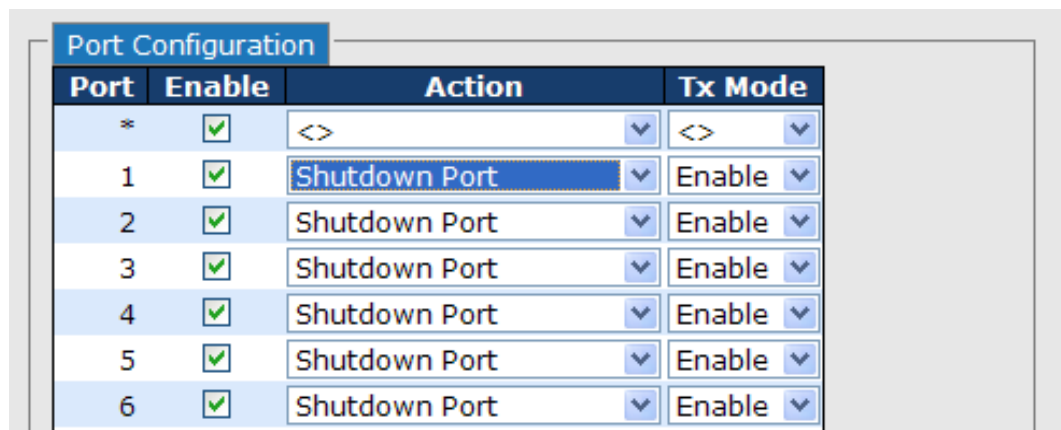 Port Configuration
Port Enable Action Tx Mode
* <> <>
1 Shutdown Port Enable
2 Shutdown Port Enable
3 Shutdown Port Enable
4 Shutdown Port Enable
5 Shutdown Port Enable
6 Shutdown Port Enable